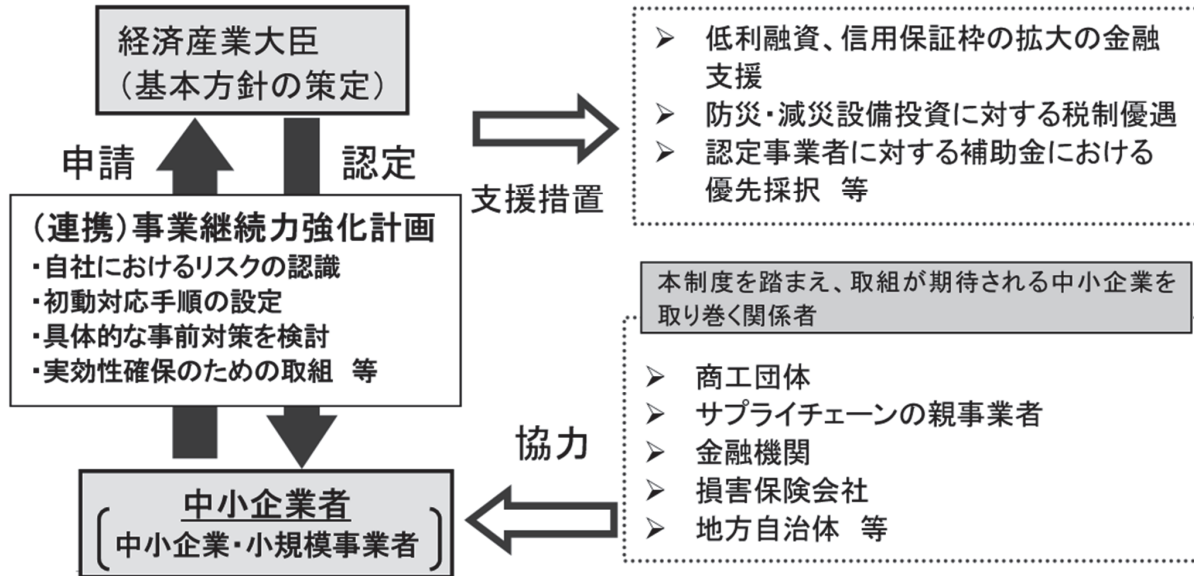 経済産業大臣
（基本方針の策定）
申請
認定
（連携）事業継続力強化計画
・自社におけるリスクの認識
・初動対応手順の設定
・具体的な事前対策を検討
・実効性確保のための取組　等
中小企業者
中小企業・小規模事業者
支援措置
➢ 低利融資、信用保証枠の拡大の金融
支援
➢ 防災・減災設備投資に対する税制優遇
➢ 認定事業者に対する補助金における
優先採択　等
本制度を踏まえ、取組が期待される中小企業を
取り巻く関係者
➢ 商工団体
➢ サプライチェーンの親事業者
➢ 金融機関
➢ 損害保険会社
➢ 地方自治体　等
協力